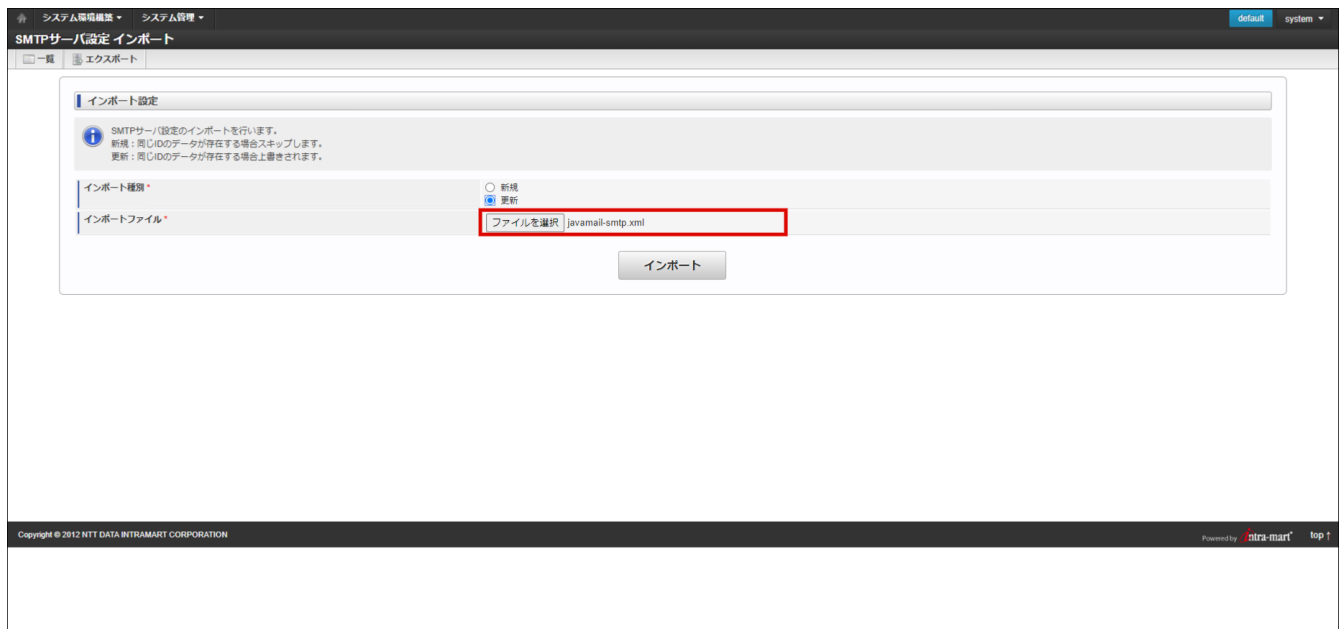 システム環境構築 ▼ システム管理 ▼ default system ▼
SMTPサーバ設定 インポート
一覧 エクスポート
インポート設定
SMTPサーバ設定のインポートを行います。
新規：同じIDのデータが存在する場合スキップします。
更新：同じIDのデータが存在する場合上書きされます。
インポート種別 *
新規
更新
インポートファイル *
ファイルを選択 javamail-smtp.xml
インポート
Copyright © 2012 NTT DATA INTRAMART CORPORATION Powered by intra-mart top ↑